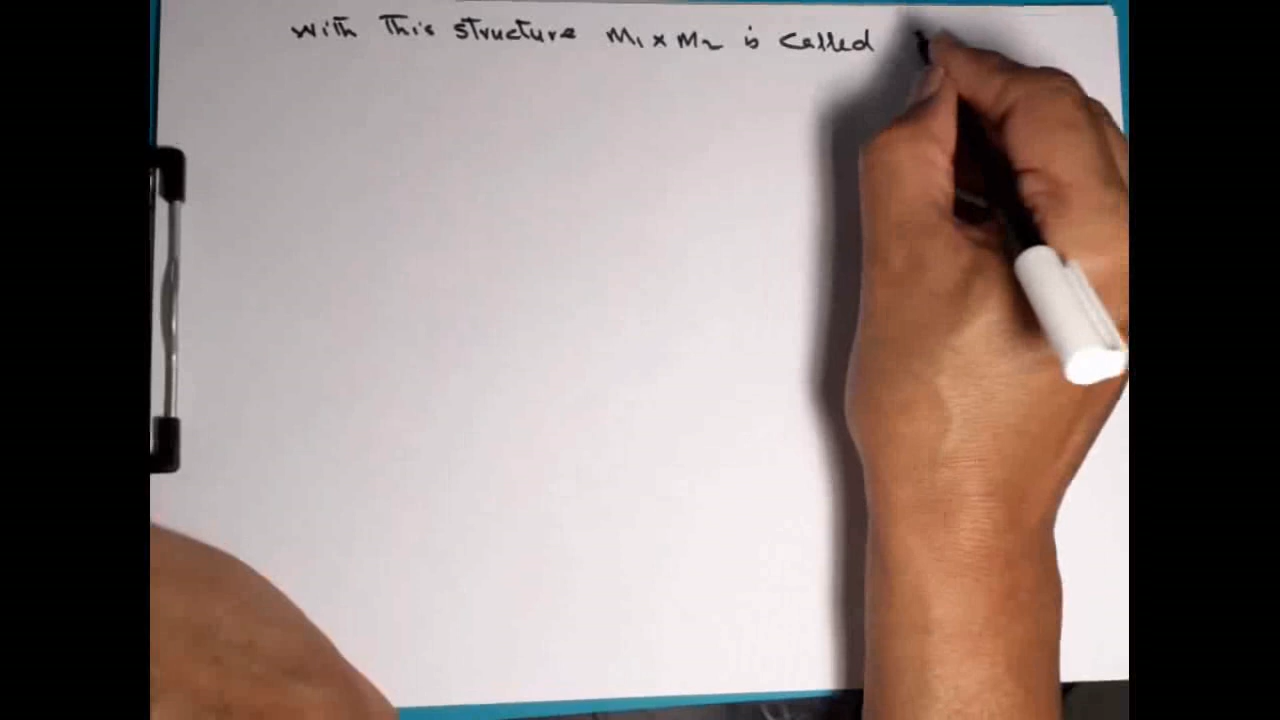 with This structure M₁ x M₂ is called